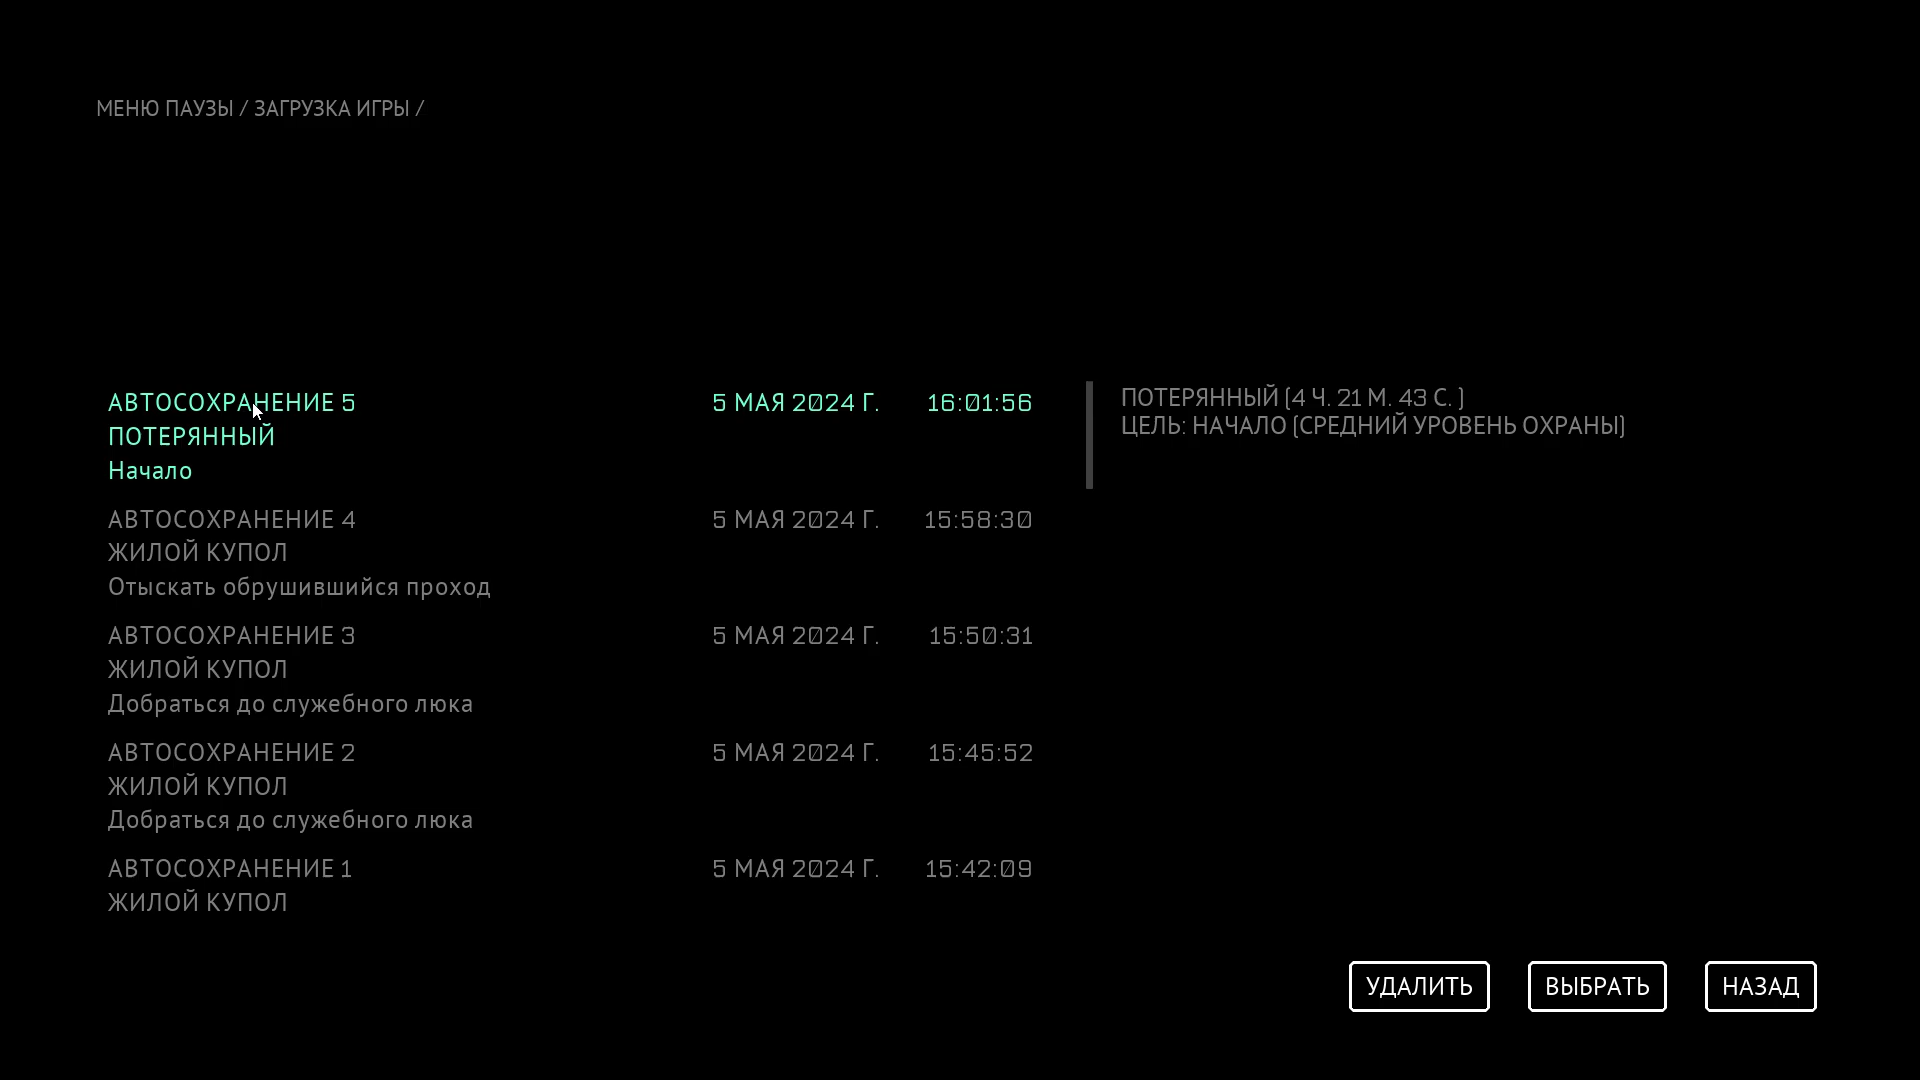 МЕНЮ ПАУЗЫ / ЗАГРУЗКА ИГРЫ /
АВТОСОХРАНЕНИЕ 5 5 МАЯ 2024 Г. 16:01:56
ПОТЕРЯННЫЙ
Начало
АВТОСОХРАНЕНИЕ 4 5 МАЯ 2024 Г. 15:58:30
ЖИЛОЙ КУПОЛ
Отыскать обрушившийся проход
АВТОСОХРАНЕНИЕ 3 5 МАЯ 2024 Г. 15:50:31
ЖИЛОЙ КУПОЛ
Добраться до служебного люка
АВТОСОХРАНЕНИЕ 2 5 МАЯ 2024 Г. 15:45:52
ЖИЛОЙ КУПОЛ
Добраться до служебного люка
АВТОСОХРАНЕНИЕ 1 5 МАЯ 2024 Г. 15:42:09
ЖИЛОЙ КУПОЛ
ПОТЕРЯННЫЙ (4 Ч. 21 М. 43 С. )
ЦЕЛЬ: НАЧАЛО (СРЕДНИЙ УРОВЕНЬ ОХРАНЫ)
УДАЛИТЬ ВЫБРАТЬ НАЗАД